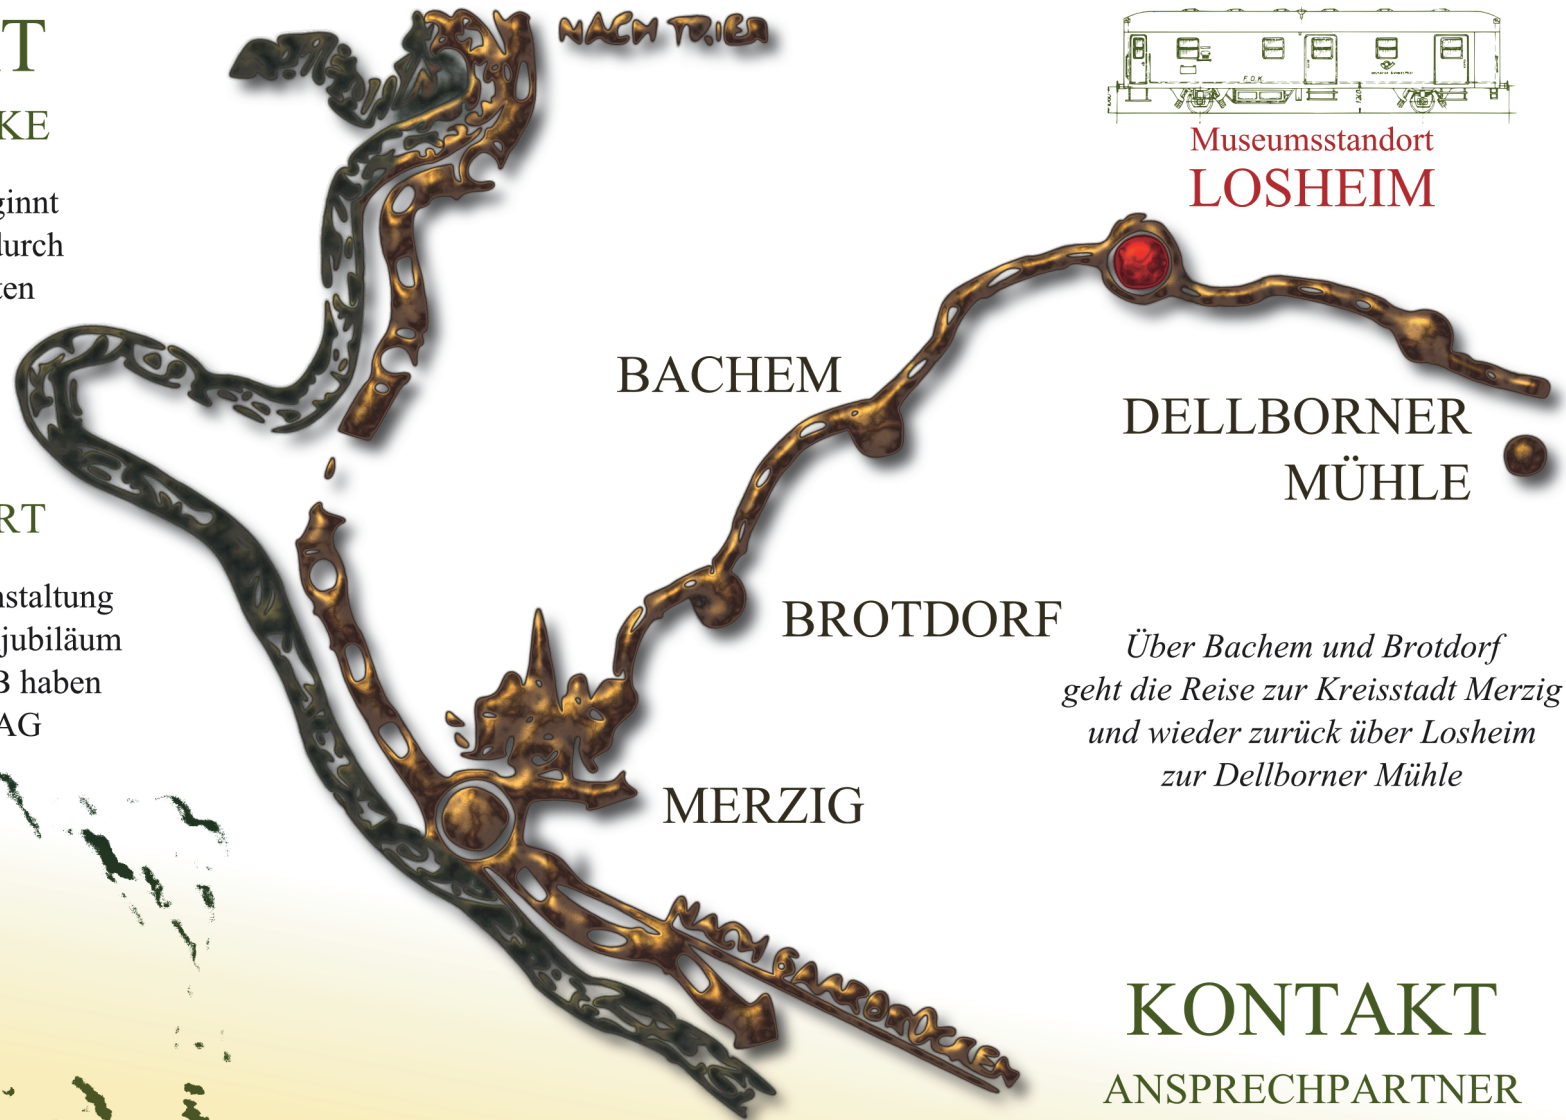 T
KE
ginnt
durch
ten
RT
nstaltung
jubiläum
B haben
AG
NACH TRIER
F.D.K.
Museumsstandort
LOSHEIM
BACHEM
DELLBORNER
MÜHLE
BROTDORF
Über Bachem und Brotdorf
geht die Reise zur Kreisstadt Merzig
und wieder zurück über Losheim
zur Dellborner Mühle
MERZIG
NACH SAARBRÜCKEN
KONTAKT
ANSPRECHPARTNER